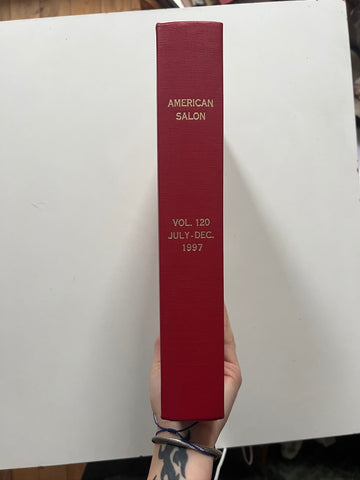 AMERICAN
SALON
VOL. 120
JULY-DEC.
1997